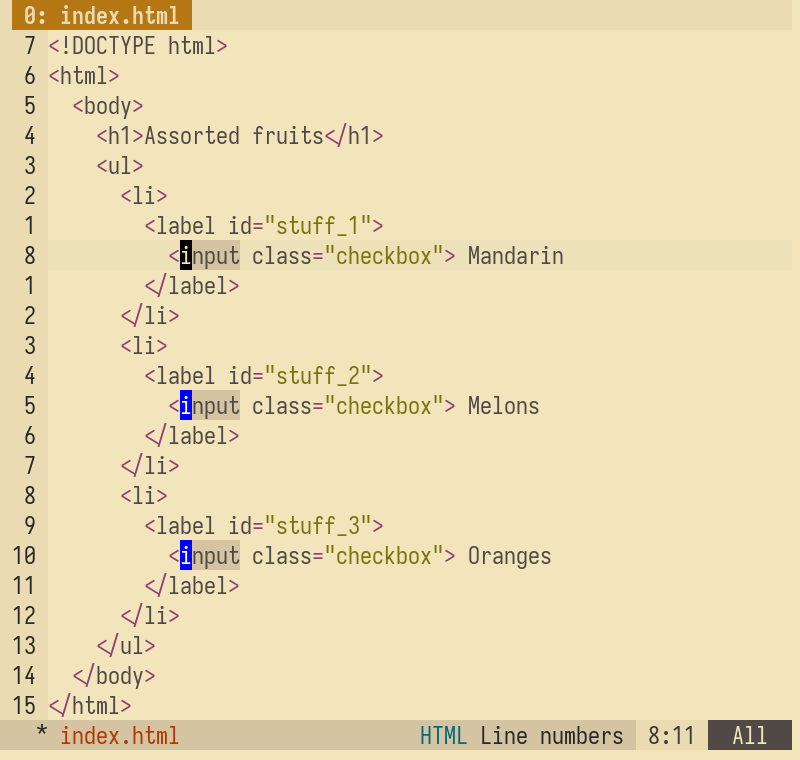 0: index.html
7 <!DOCTYPE html>
6 <html>
5   <body>
4     <h1>Assorted fruits</h1>
3     <ul>
2       <li>
1         <label id="stuff_1">
8           <input class="checkbox"> Mandarin
1         </label>
2       </li>
3       <li>
4         <label id="stuff_2">
5           <input class="checkbox"> Melons
6         </label>
7       </li>
8       <li>
9         <label id="stuff_3">
10           <input class="checkbox"> Oranges
11         </label>
12       </li>
13     </ul>
14   </body>
15 </html>
* index.html HTML Line numbers 8:11 All